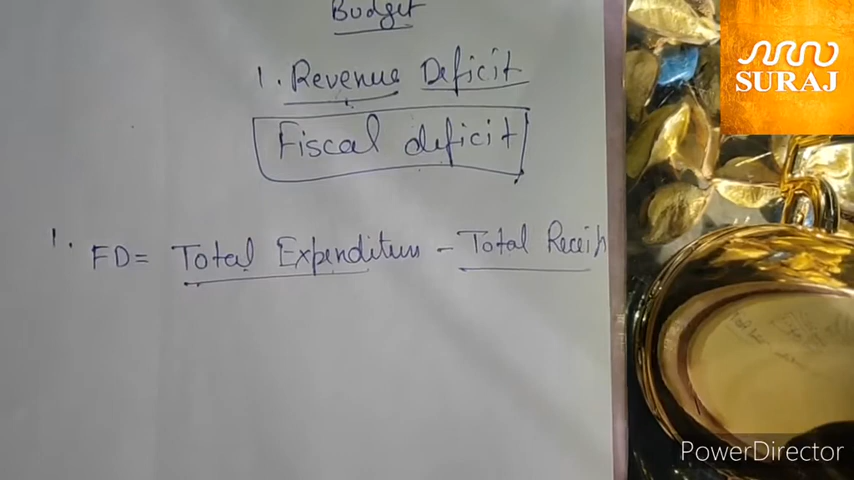 Budget
1. Revenue Deficit
Fiscal deficit
1. FD = Total Expenditure - Total Receip
SURAJ
PowerDirector